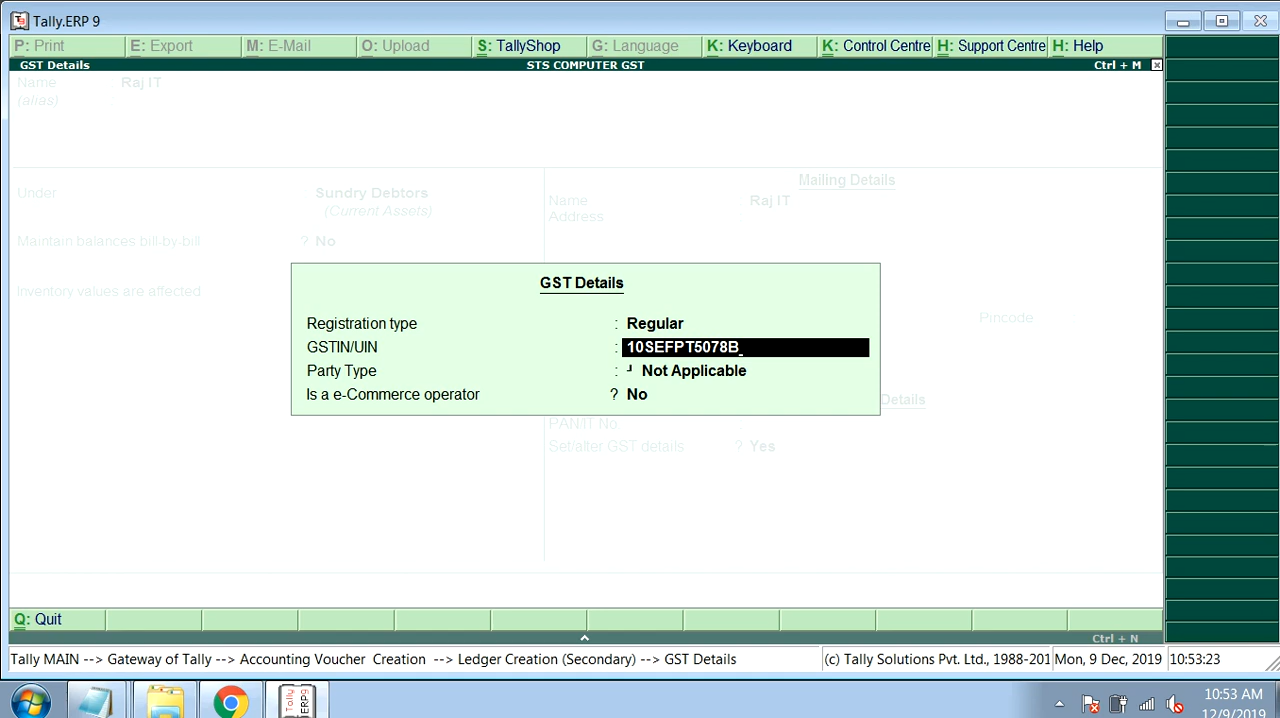 Tally.ERP 9
P: Print E: Export M: E-Mail O: Upload S: TallyShop G: Language K: Keyboard K: Control Centre H: Support Centre H: Help
GST Details STS COMPUTER GST Ctrl + M
Name Raj IT
(alias)
Mailing Details
Under Sundry Debtors
(Current Assets)
Name Raj IT
Address
Maintain balances bill-by-bill ? No
Inventory values are affected
Pincode
GST Details
Registration type : Regular
GSTIN/UIN : 10SEFPT5078B_
Party Type : ┘ Not Applicable
Is a e-Commerce operator ? No
Details
PAN/IT No.
Set/alter GST details ? Yes
Q: Quit
Ctrl + N
Tally MAIN --> Gateway of Tally --> Accounting Voucher Creation --> Ledger Creation (Secondary) --> GST Details (c) Tally Solutions Pvt. Ltd., 1988-201 Mon, 9 Dec, 2019 10:53:23
Tally ERP9
10:53 AM
12/9/2019